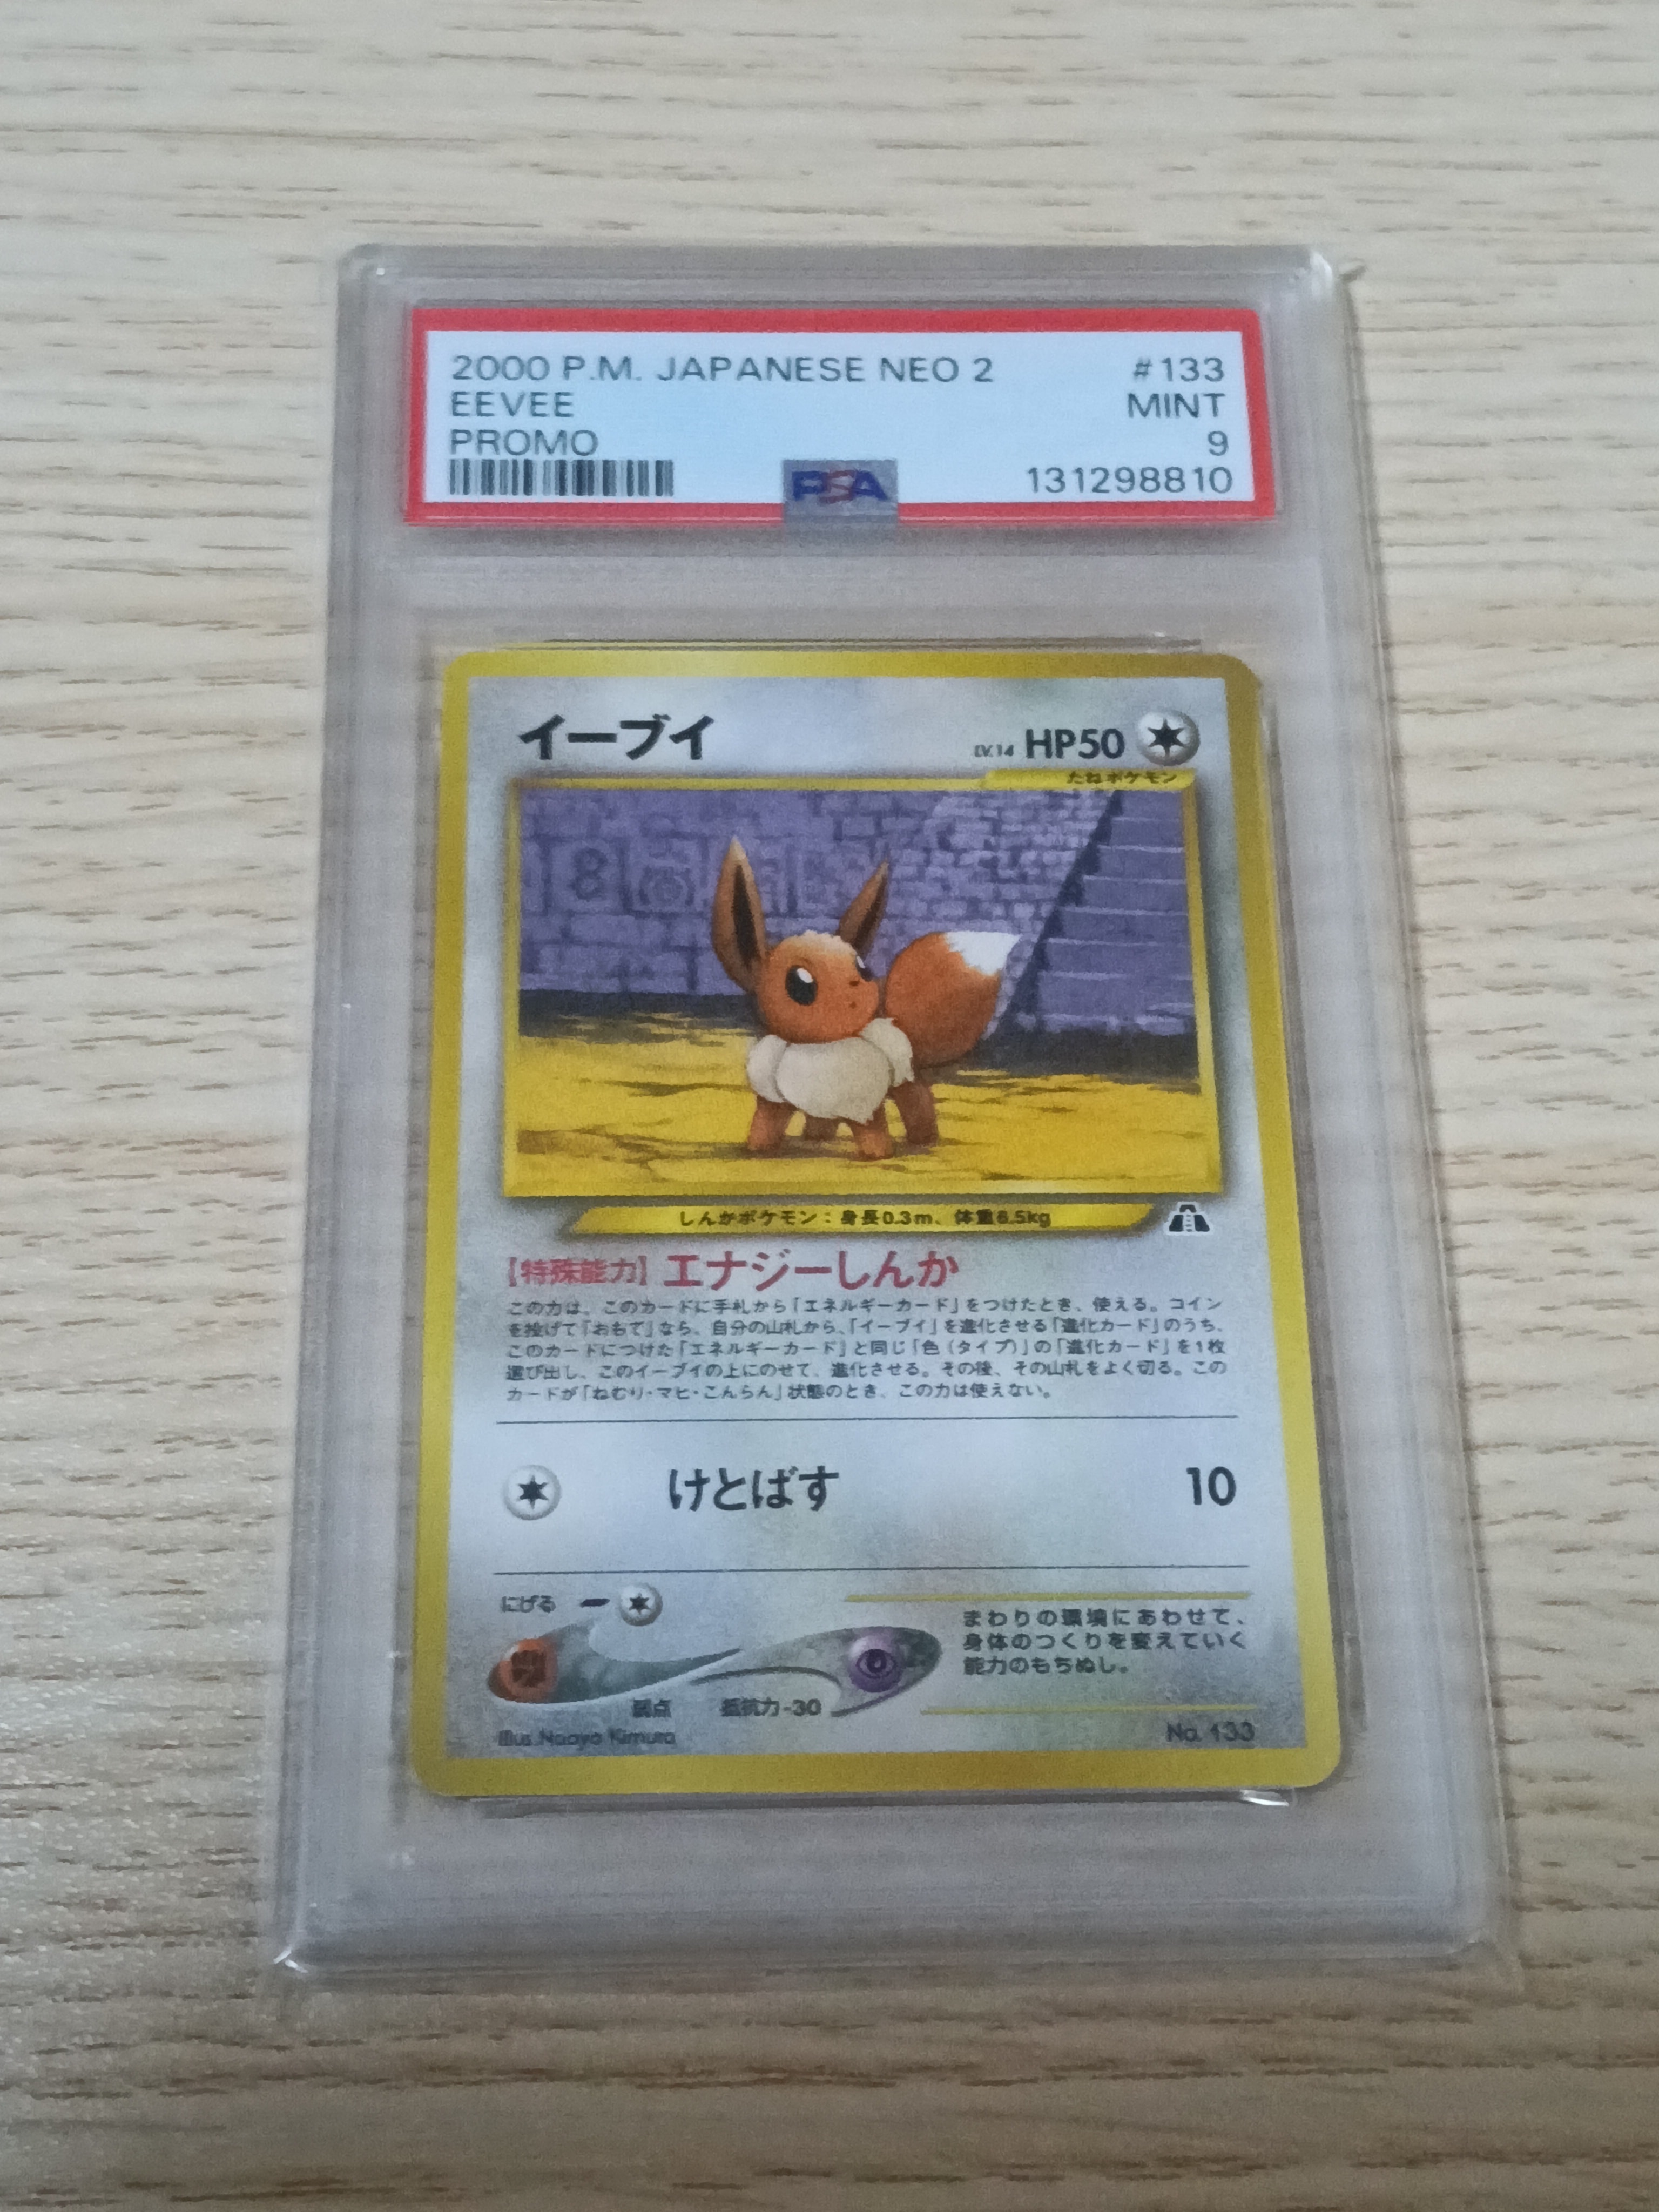 2000 P.M. JAPANESE NEO 2 #133
EEVEE MINT
PROMO 9
PSA 131298810
イーブイ LV.14 HP50
たねポケモン
8
しんかポケモン：身長0.3m、体重6.5kg
【特殊能力】エナジーしんか
この力は、このカードに手札から「エネルギーカード」をつけたとき、使える。コイン
を投げて「おもて」なら、自分の山札から、「イーブイ」を進化させる「進化カード」のうち、
このカードにつけた「エネルギーカード」と同じ「色（タイプ）」の「進化カード」を1枚
選び出し、このイーブイの上にのせて、進化させる。その後、その山札をよく切る。この
カードが「ねむり・マヒ・こんらん」状態のとき、この力は使えない。
けとばす 10
にげる
弱点 抵抗力-30
まわりの環境にあわせて、
身体のつくりを変えていく
能力のもちぬし。
Illus. Naoyo Kimura No. 133